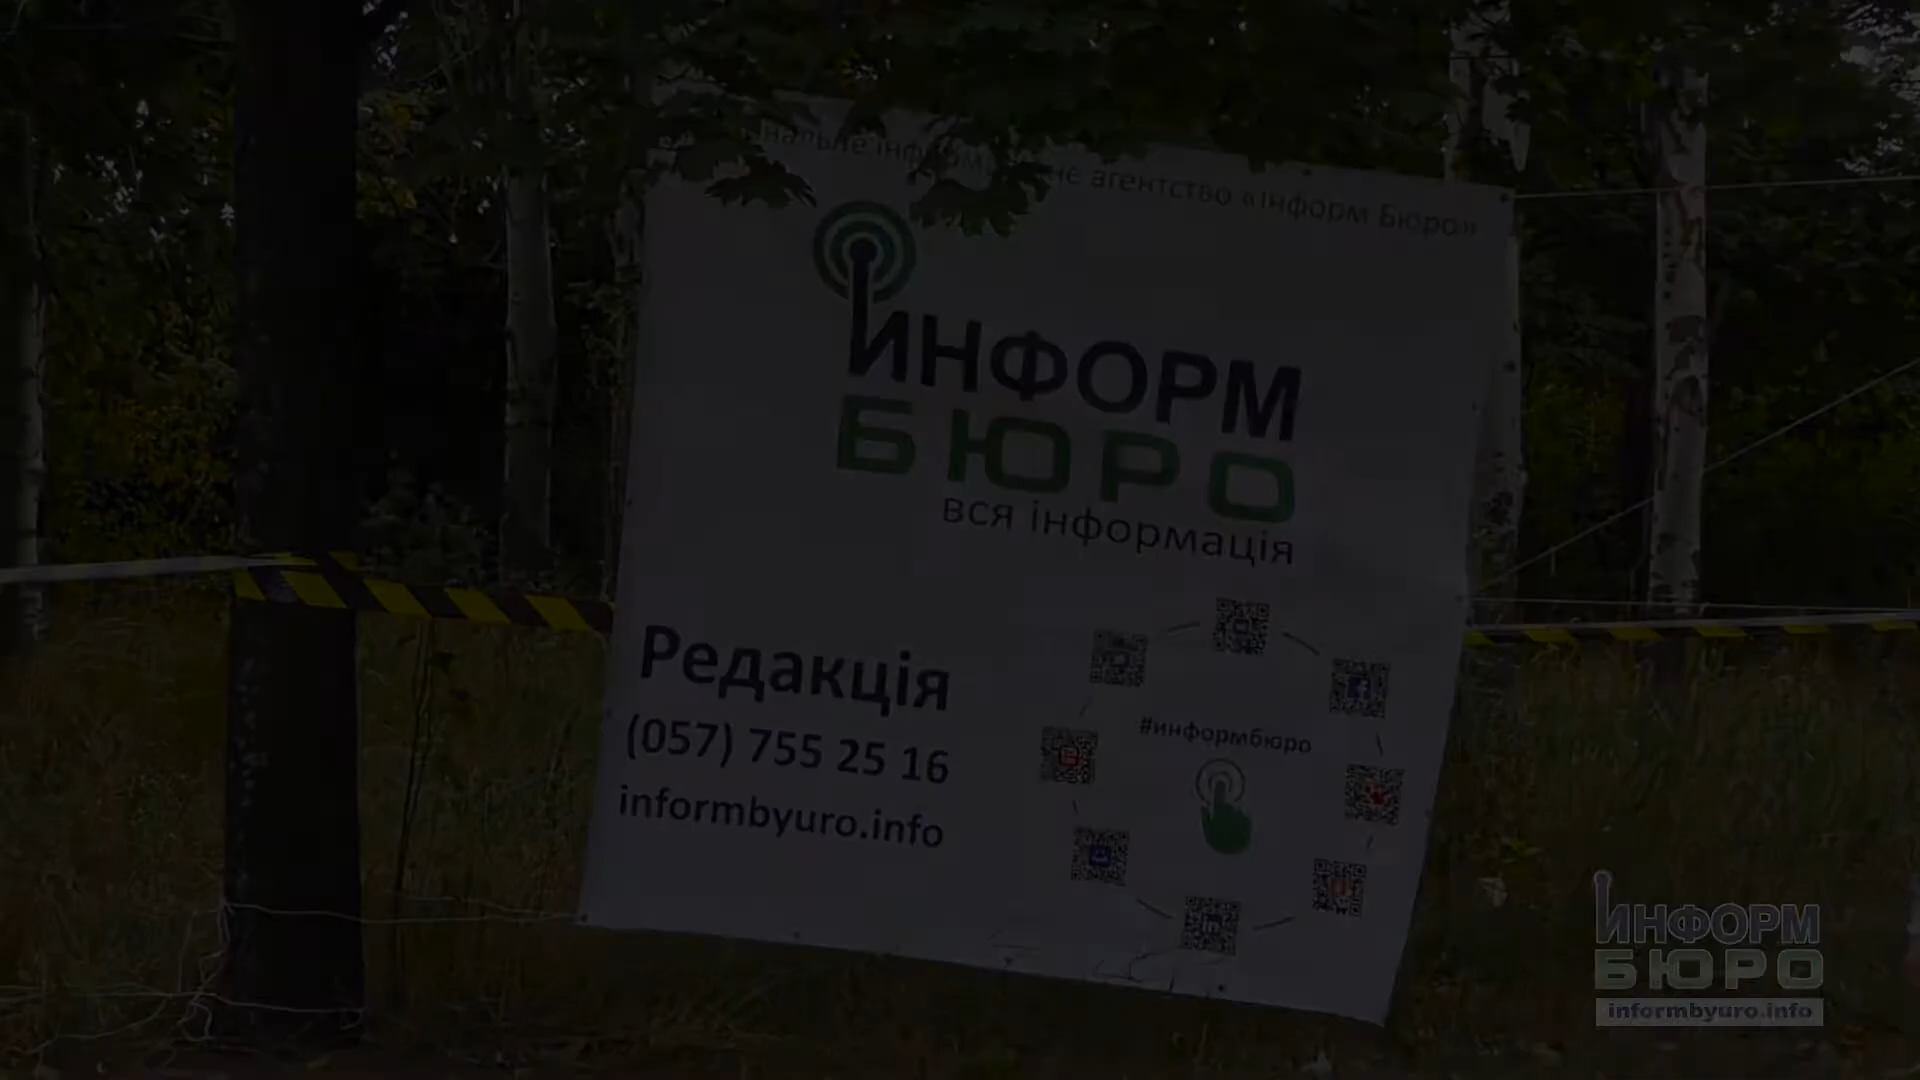 не агентство «Інформ Бюро»
ИНФОРМ
БЮРО
вся інформація
Редакція
(057) 755 25 16
informbyuro.info
#информбюро
ИНФОРМ
БЮРО
informbyuro.info